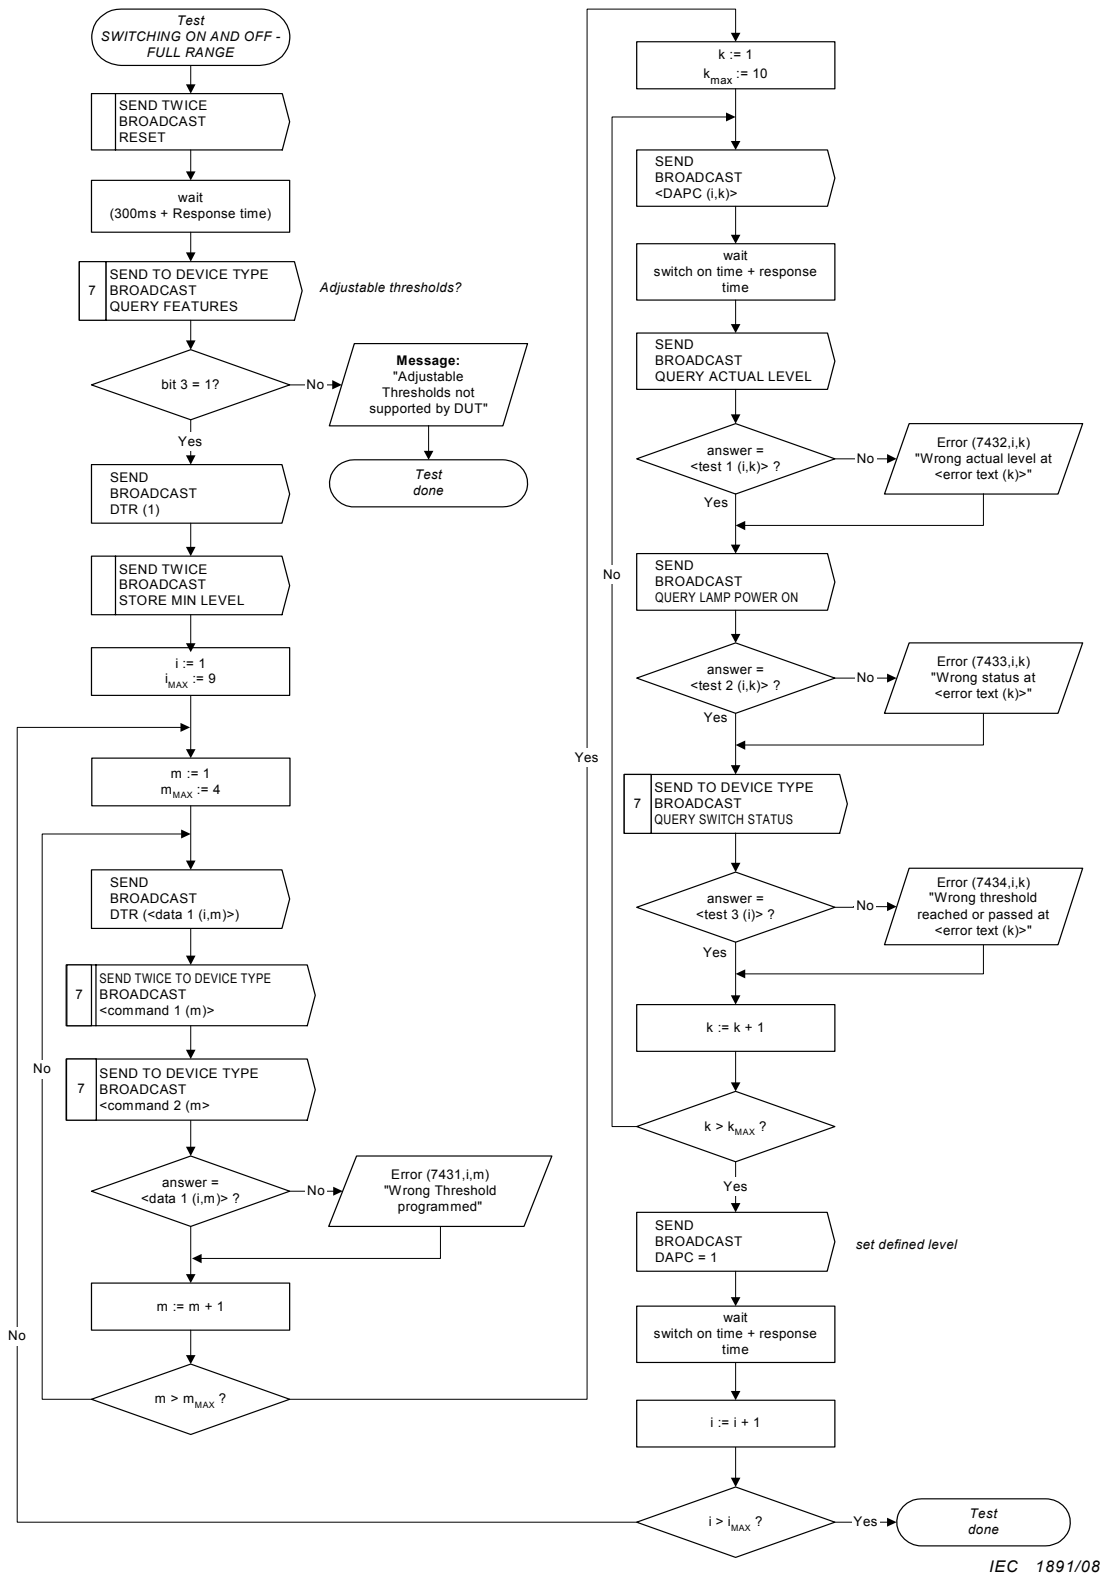 Test
SWITCHING ON AND OFF -
FULL RANGE
SEND TWICE
BROADCAST
RESET
wait
(300ms + Response time)
7
SEND TO DEVICE TYPE
BROADCAST
QUERY FEATURES
Adjustable thresholds?
bit 3 = 1?
No
Message:
"Adjustable
Thresholds not
supported by DUT"
Test
done
Yes
SEND
BROADCAST
DTR (1)
SEND TWICE
BROADCAST
STORE MIN LEVEL
i := 1
iMAX := 9
m := 1
mMAX := 4
SEND
BROADCAST
DTR (<data 1 (i,m)>)
7
SEND TWICE TO DEVICE TYPE
BROADCAST
<command 1 (m)>
No
7
SEND TO DEVICE TYPE
BROADCAST
<command 2 (m>
answer =
<data 1 (i,m)> ?
No
Error (7431,i,m)
"Wrong Threshold
programmed"
m := m + 1
No
m > mMAX ?
Yes
k := 1
kmax := 10
SEND
BROADCAST
<DAPC (i,k)>
wait
switch on time + response
time
SEND
BROADCAST
QUERY ACTUAL LEVEL
answer =
<test 1 (i,k)> ?
No
Error (7432,i,k)
"Wrong actual level at
<error text (k)>"
Yes
SEND
BROADCAST
QUERY LAMP POWER ON
No
answer =
<test 2 (i,k)> ?
No
Error (7433,i,k)
"Wrong status at
<error text (k)>"
Yes
7
SEND TO DEVICE TYPE
BROADCAST
QUERY SWITCH STATUS
answer =
<test 3 (i)> ?
No
Error (7434,i,k)
"Wrong threshold
reached or passed at
<error text (k)>"
Yes
k := k + 1
k > kMAX ?
Yes
SEND
BROADCAST
DAPC = 1
set defined level
wait
switch on time + response
time
i := i + 1
i > iMAX ?
Yes
Test
done
IEC 1891/08